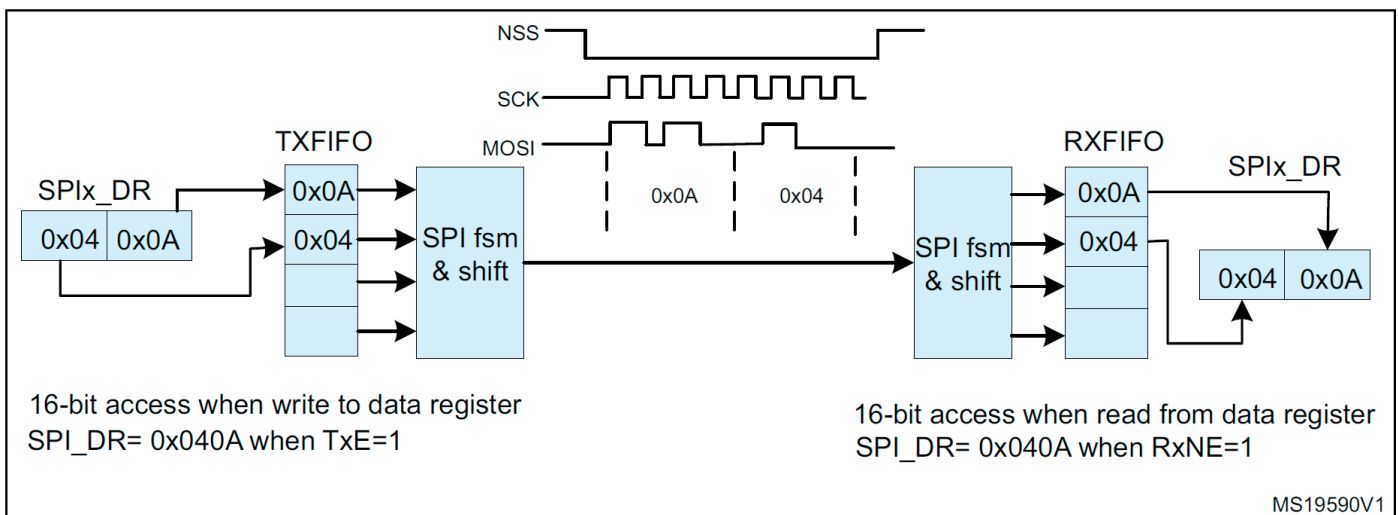 NSS
SCK
MOSI
TXFIFO
RXFIFO
SPIx_DR
SPIx_DR
0x0A
0x04
0x04 0x0A
SPI fsm
& shift
0x0A 0x04
SPI fsm
& shift
0x0A
0x04
0x04 0x0A
16-bit access when write to data register
SPI_DR= 0x040A when TxE=1
16-bit access when read from data register
SPI_DR= 0x040A when RxNE=1
MS19590V1